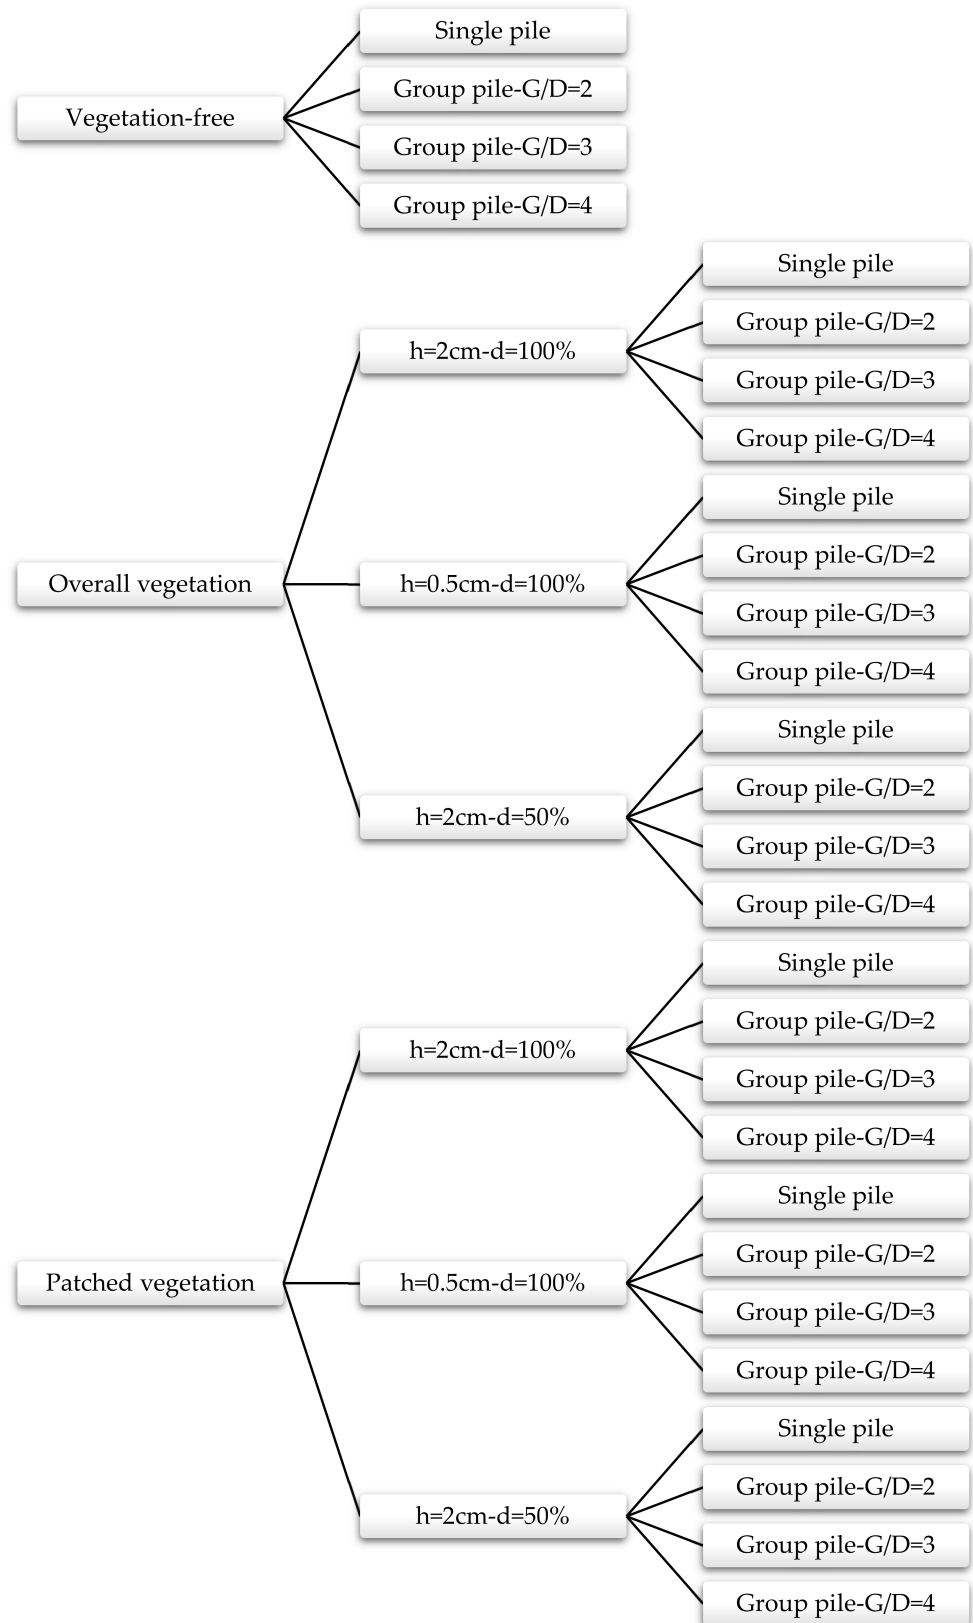 Vegetation-free
Single pile
Group pile-G/D=2
Group pile-G/D=3
Group pile-G/D=4
Overall vegetation
h=2cm-d=100%
Single pile
Group pile-G/D=2
Group pile-G/D=3
Group pile-G/D=4
h=0.5cm-d=100%
Single pile
Group pile-G/D=2
Group pile-G/D=3
Group pile-G/D=4
h=2cm-d=50%
Single pile
Group pile-G/D=2
Group pile-G/D=3
Group pile-G/D=4
Patched vegetation
h=2cm-d=100%
Single pile
Group pile-G/D=2
Group pile-G/D=3
Group pile-G/D=4
h=0.5cm-d=100%
Single pile
Group pile-G/D=2
Group pile-G/D=3
Group pile-G/D=4
h=2cm-d=50%
Single pile
Group pile-G/D=2
Group pile-G/D=3
Group pile-G/D=4